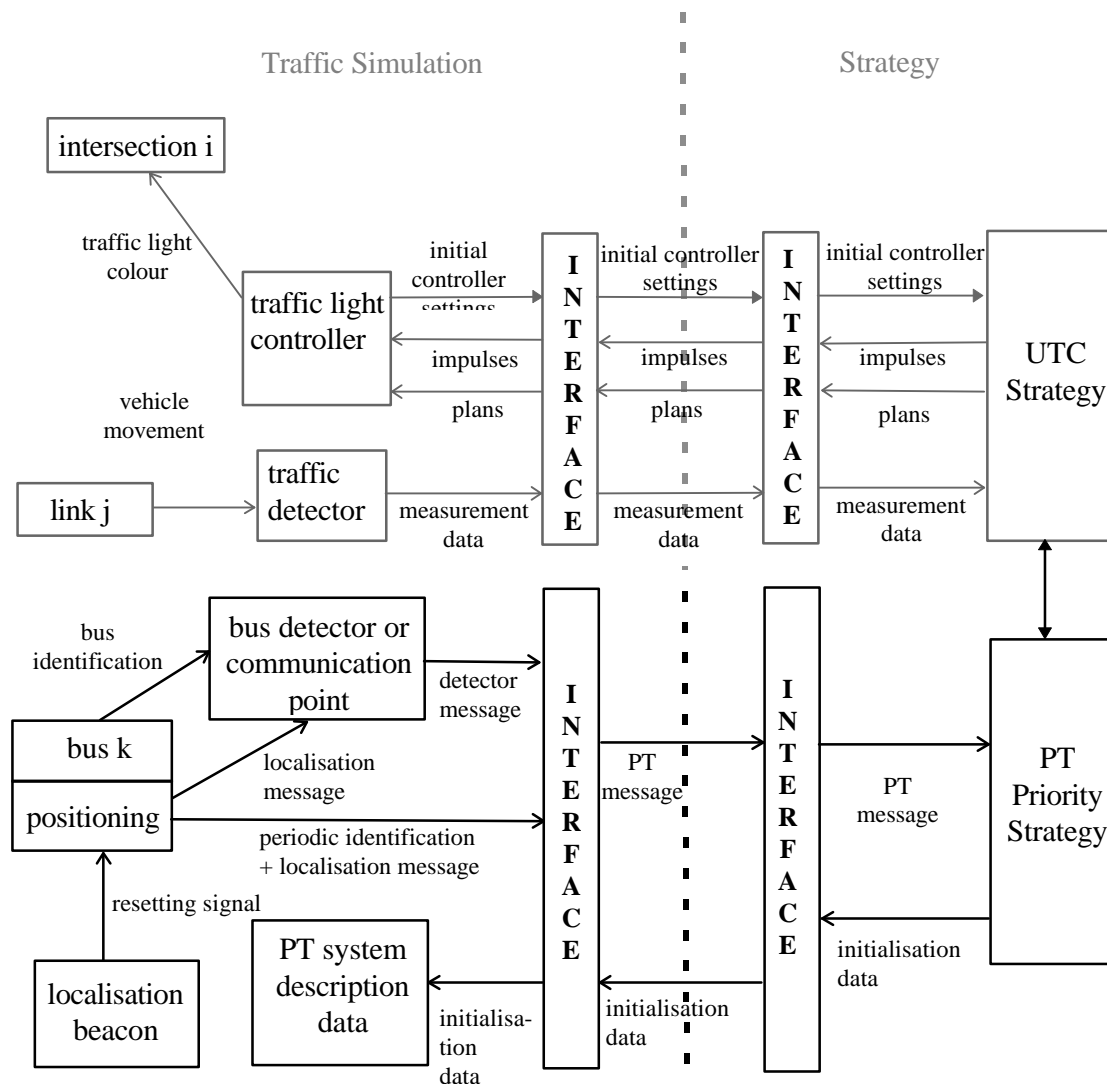 Traffic Simulation
Strategy
intersection i
traffic light
colour
initial
controller
settings
initial controller
settings
initial controller
settings
traffic light
controller
impulses
impulses
impulses
plans
plans
plans
INTERFACE
INTERFACE
UTC
Strategy
vehicle
movement
link j
traffic
detector
measurement
data
measurement
data
measurement
data
bus
identification
bus detector or
communication
point
detector
message
INTERFACE
INTERFACE
bus k
positioning
localisation
message
PT
message
PT
message
PT
Priority
Strategy
periodic identification
+ localisation message
resetting signal
localisation
beacon
PT system
description
data
initialisa-
tion
data
initialisation
data
initialisation
data